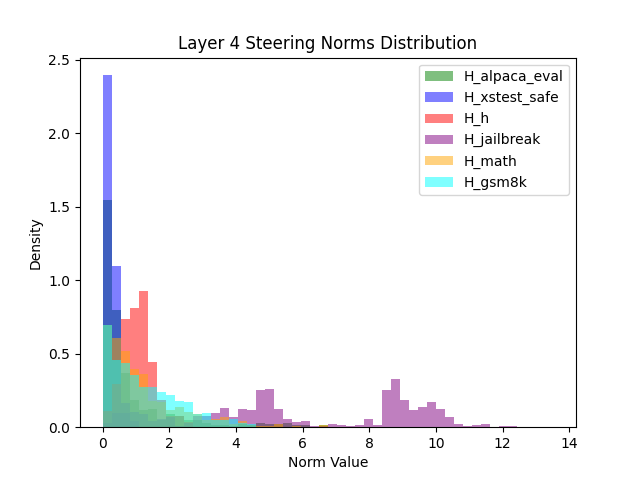 Layer 4 Steering Norms Distribution
2.5
2.0
1.5
1.0
0.5
0.0
Density
H_alpaca_eval
H_xstest_safe
H_h
H_jailbreak
H_math
H_gsm8k
0 2 4 6 8 10 12 14
Norm Value